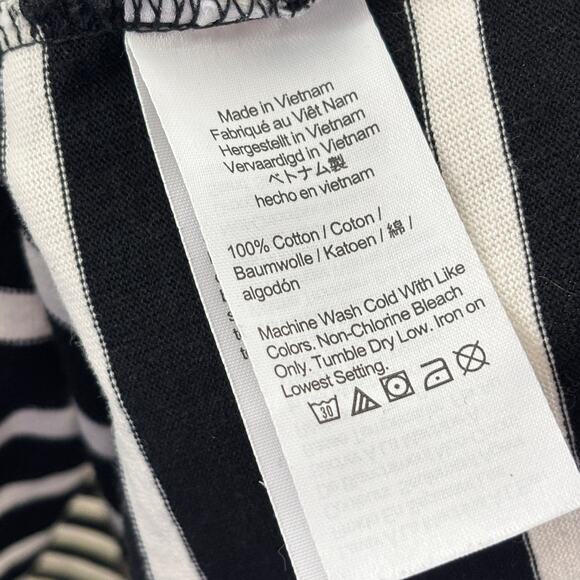 Made in Vietnam
Fabriqué au Viêt Nam
Hergestellt in Vietnam
Vervaardigd in Vietnam
ベトナム製
hecho en vietnam
100% Cotton / Coton /
Baumwolle / Katoen / 綿 /
algodón
Machine Wash Cold With Like
Colors. Non-Chlorine Bleach
Only. Tumble Dry Low. Iron on
Lowest Setting.
30